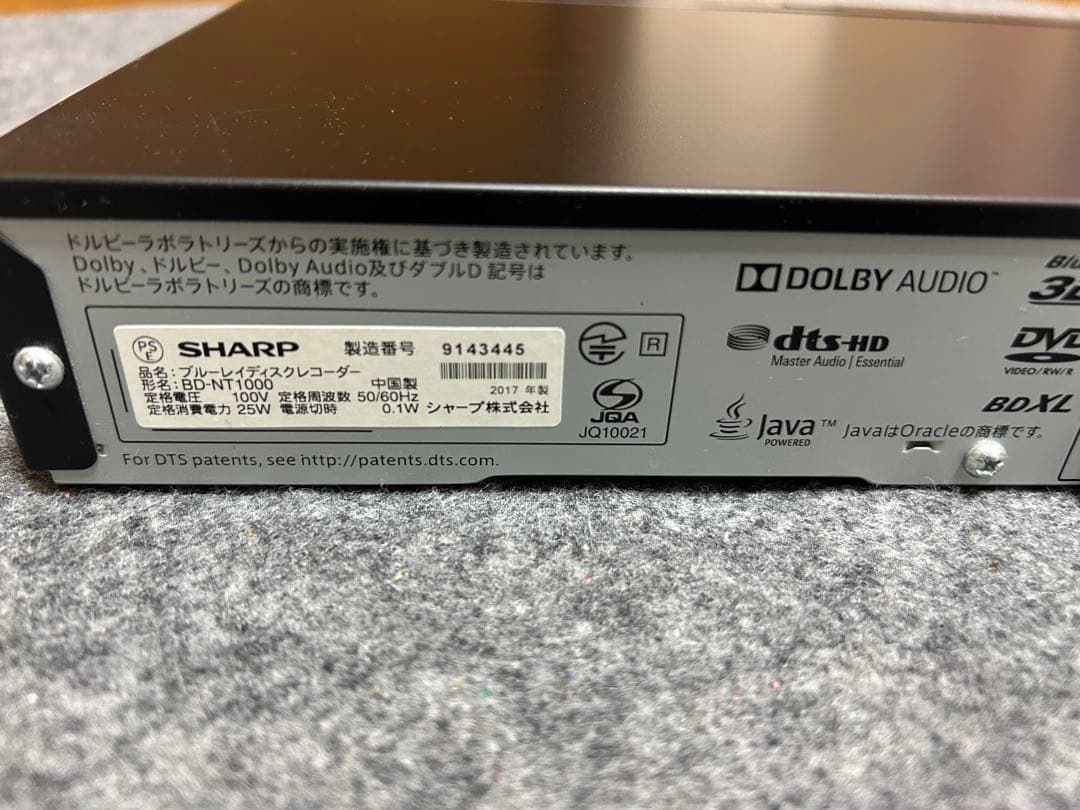 ドルビーラボラトリーズからの実施権に基づき製造されています。
Dolby、ドルビー、Dolby Audio及びダブルD 記号は
ドルビーラボラトリーズの商標です。
PS
E
SHARP 製造番号 9143445
品名:ブルーレイディスクレコーダー
形名:BD-NT1000 中国製 2017 年製
定格電圧 100V 定格周波数 50/60Hz
定格消費電力 25W 電源切時 0.1W シャープ株式会社
R
JQA
JQ10021
For DTS patents, see http://patents.dts.com.
DOLBY AUDIO™
dts-HD
Master Audio | Essential
Java™
POWERED
JavaはOracleの商標です。
3D
DVD
VIDEO/RW/R
BDXL